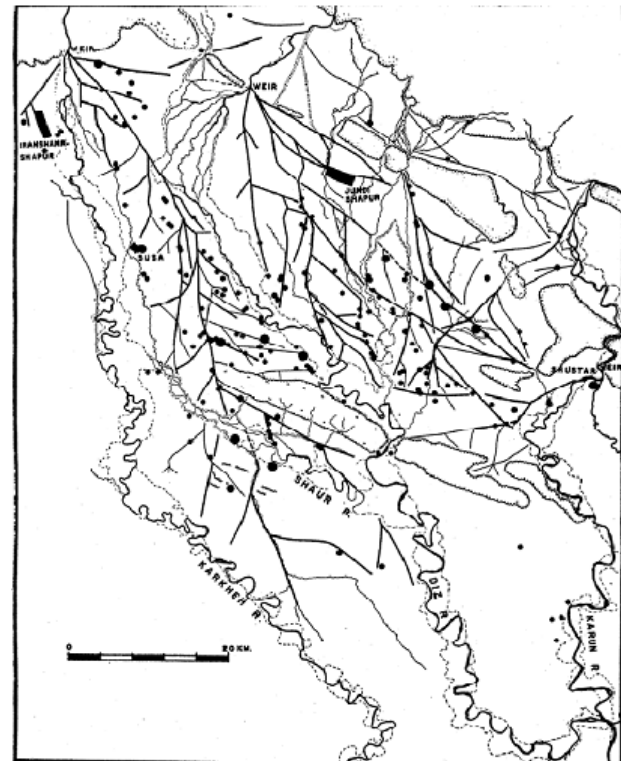 WEIR
WEIR
IRANSHAHR-
SHAPUR
JUNDI
SHAPUR
SUSA
SHUSTAR
WEIR
SHAUR R.
KARKHEH R.
DIZ R.
KARUN R.
0 20 KM.